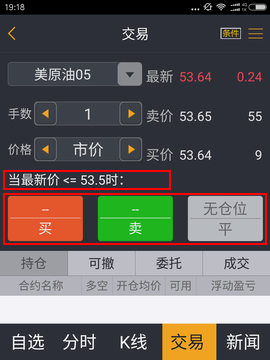 19:18
交易 条件
美原油05 最新 53.64 0.24
手数 1 卖价 53.65 55
价格 市价 买价 53.64 9
当最新价 <= 53.5时:
-- -- 无仓位
买 卖 平
持仓 可撤 委托 成交
合约名称 多空 开仓均价 可用 浮动盈亏
自选 分时 K线 交易 新闻